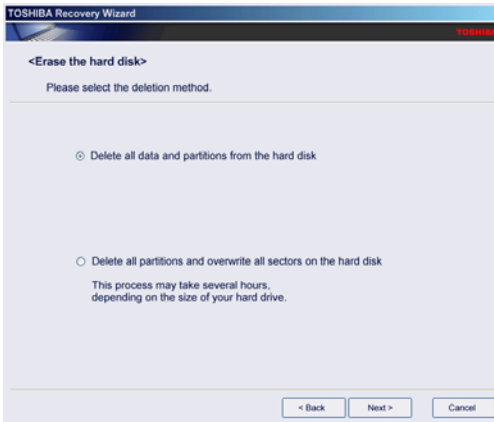 TOSHIBA Recovery Wizard
TOSHIBA
<Erase the hard disk>
Please select the deletion method.
Delete all data and partitions from the hard disk
Delete all partitions and overwrite all sectors on the hard disk
This process may take several hours,
depending on the size of your hard drive.
< Back
Next >
Cancel